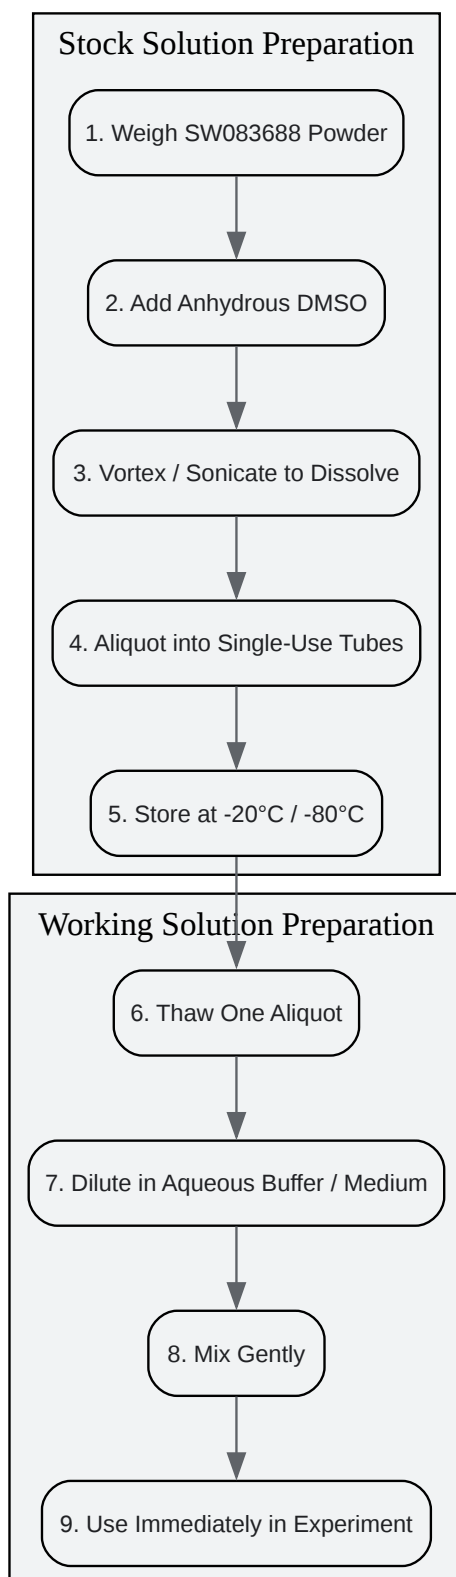 Stock Solution Preparation
1. Weigh SW083688 Powder
2. Add Anhydrous DMSO
3. Vortex / Sonicate to Dissolve
4. Aliquot into Single-Use Tubes
5. Store at -20°C / -80°C
Working Solution Preparation
6. Thaw One Aliquot
7. Dilute in Aqueous Buffer / Medium
8. Mix Gently
9. Use Immediately in Experiment